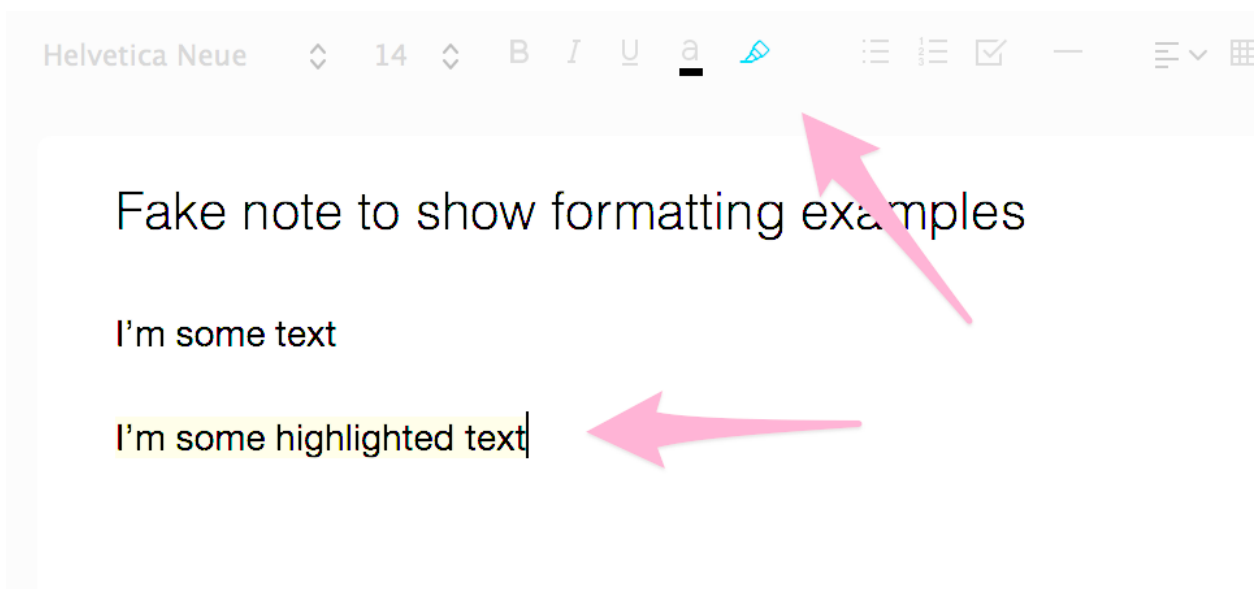 Helvetica Neue 14 B I U a
Fake note to show formatting examples
I’m some text
I’m some highlighted text